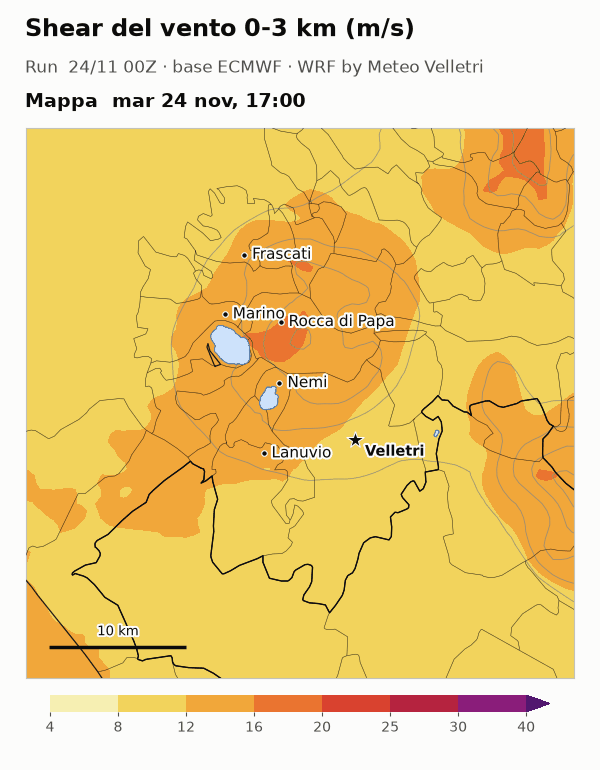 Shear del vento 0-3 km (m/s)
Run  24/11 00Z · base ECMWF · WRF by Meteo Velletri
Mappa  mar 24 nov, 17:00
Frascati
Marino
Rocca di Papa
Nemi
Velletri
Lanuvio
10 km
4 8 12 16 20 25 30 40